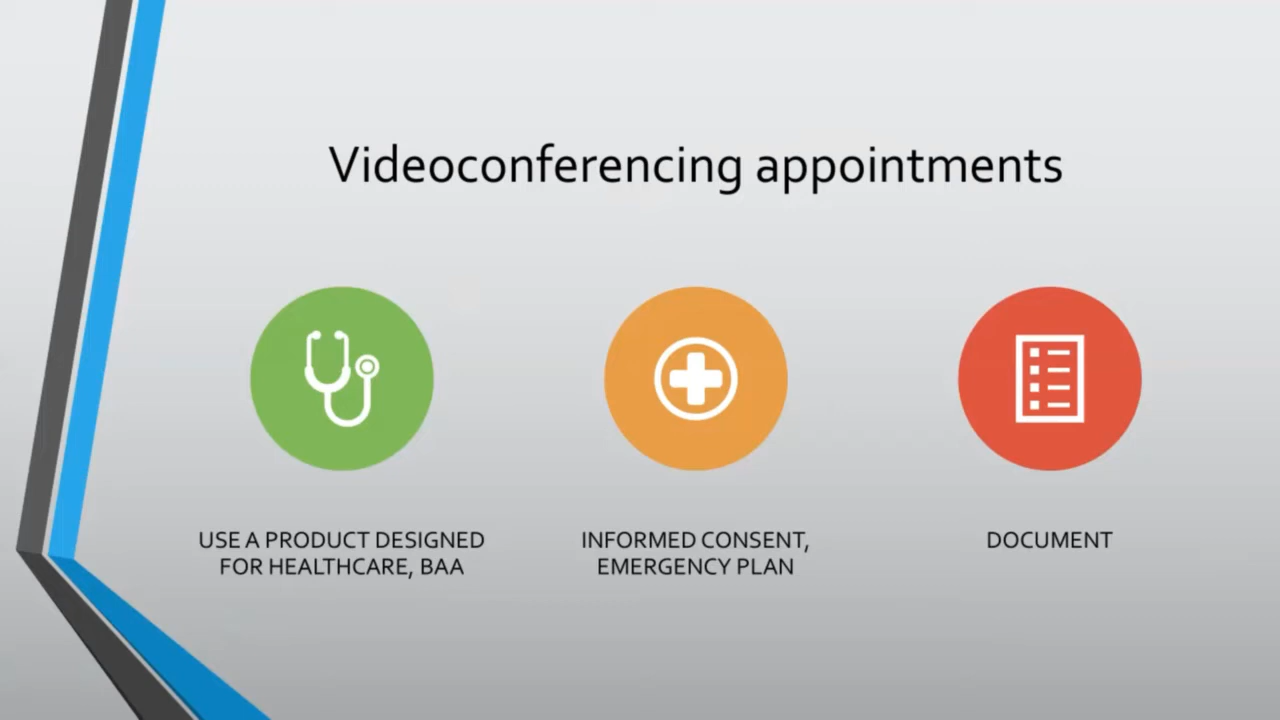 Videoconferencing appointments
USE A PRODUCT DESIGNED
FOR HEALTHCARE, BAA
INFORMED CONSENT,
EMERGENCY PLAN
DOCUMENT